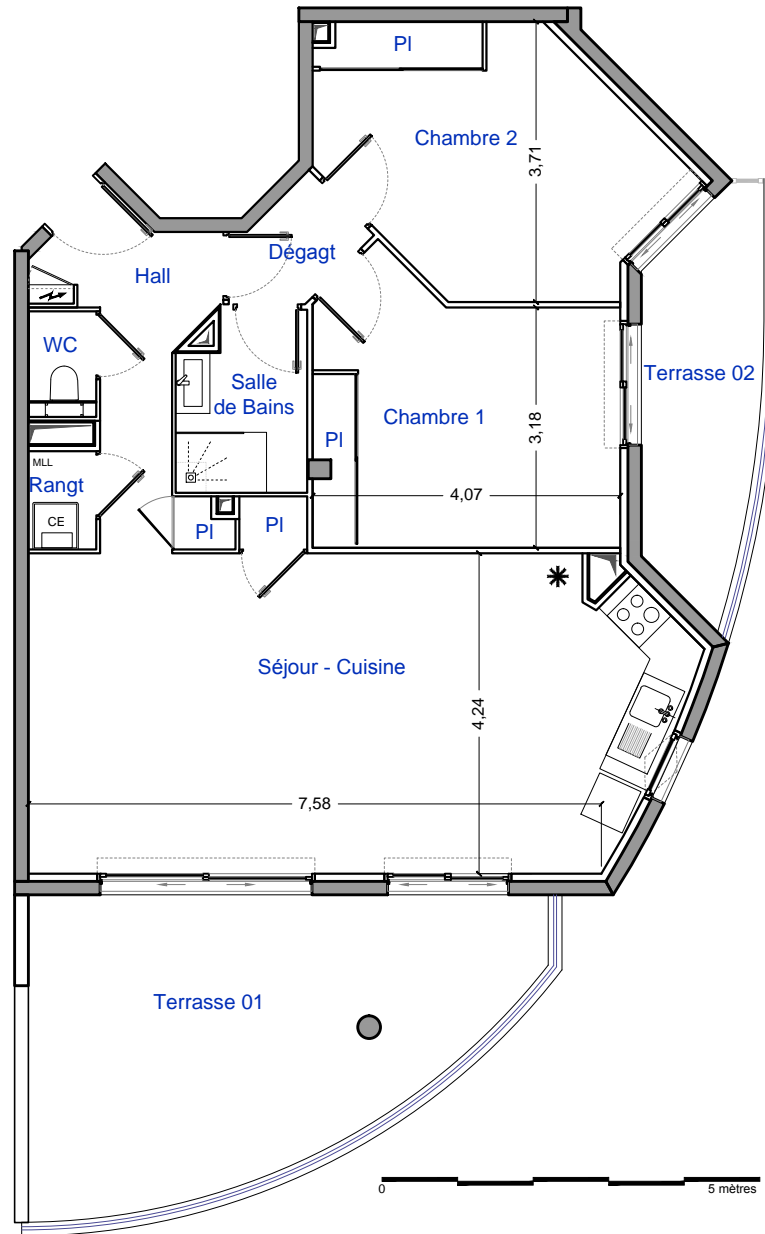 Pl
Chambre 2
3,71
Dégagt
Hall
WC
Salle
de Bains
Terrasse 02
Chambre 1
3,18
Pl
4,07
MLL
Rangt
CE
Pl
Pl
Séjour - Cuisine
4,24
7,58
Terrasse 01
0
5 mètres